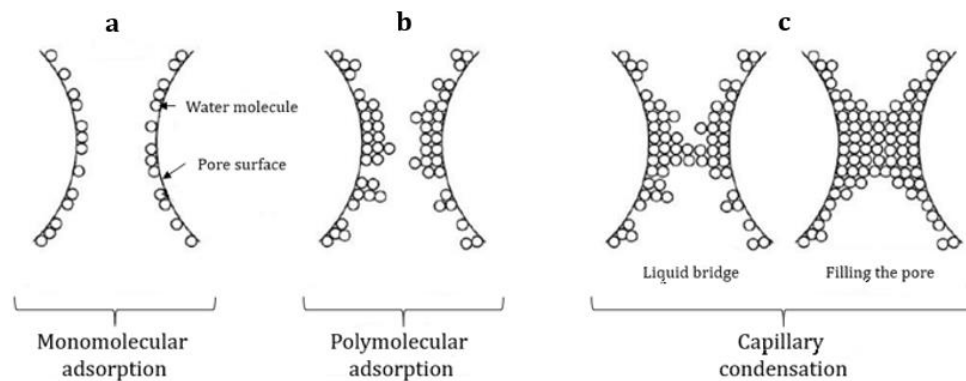 a
b
c
Water molecule
Pore surface
Liquid bridge
Filling the pore
Monomolecular
adsorption
Polymolecular
adsorption
Capillary
condensation